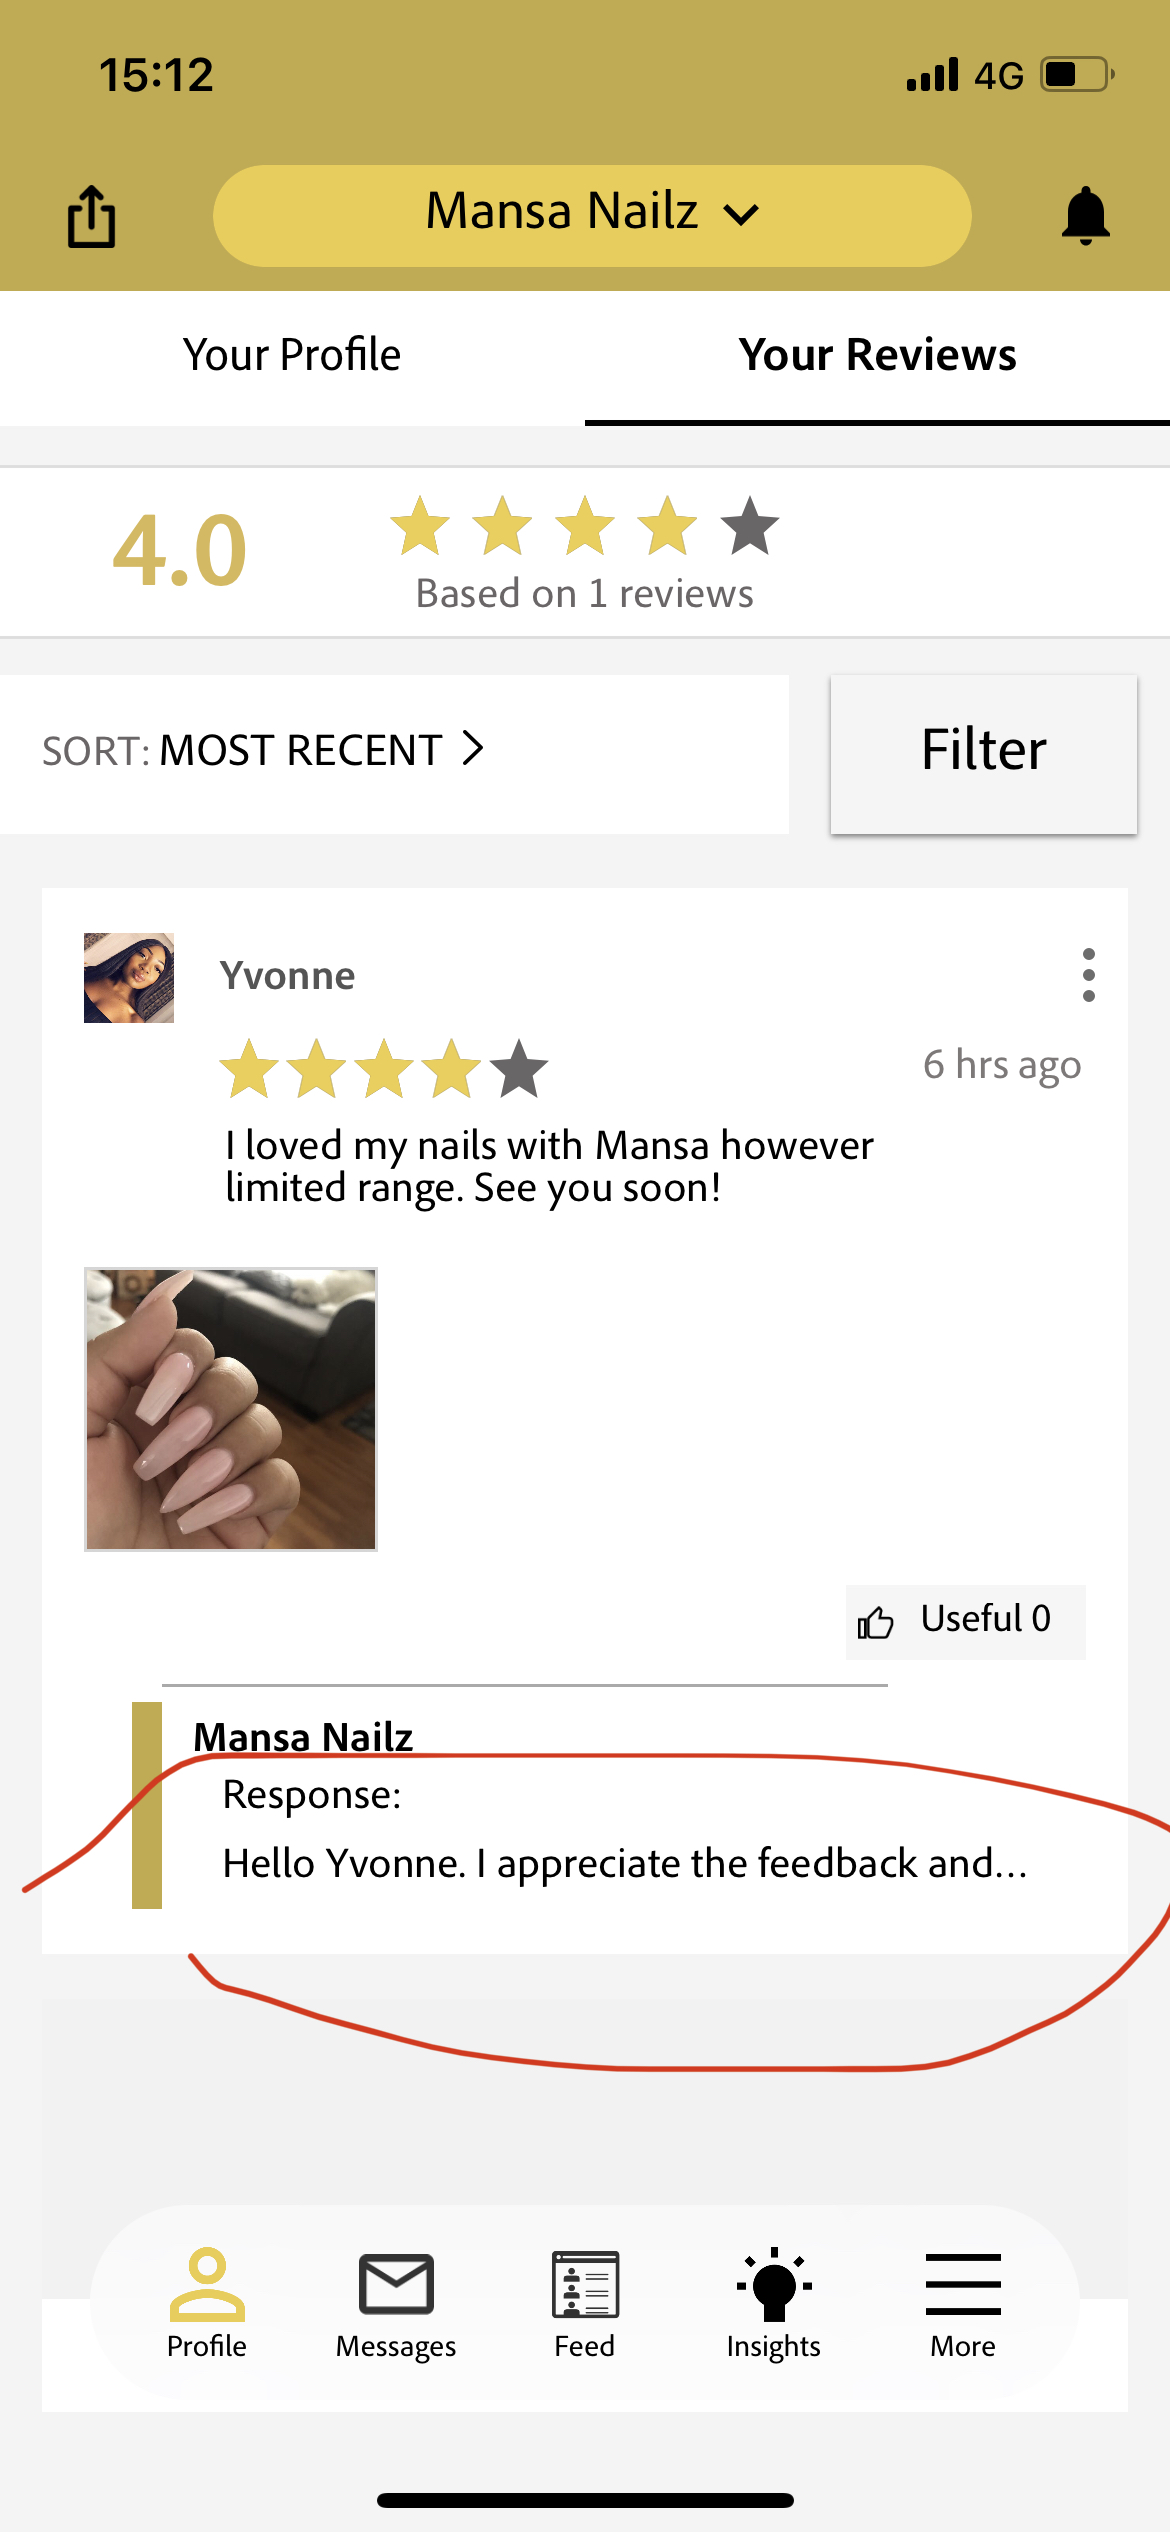 15:12
4G
Mansa Nailz
Your Profile
Your Reviews
4.0
Based on 1 reviews
SORT: MOST RECENT
Filter
Yvonne
6 hrs ago
I loved my nails with Mansa however
limited range. See you soon!
Useful 0
Mansa Nailz
Response:
Hello Yvonne. I appreciate the feedback and...
Profile
Messages
Feed
Insights
More